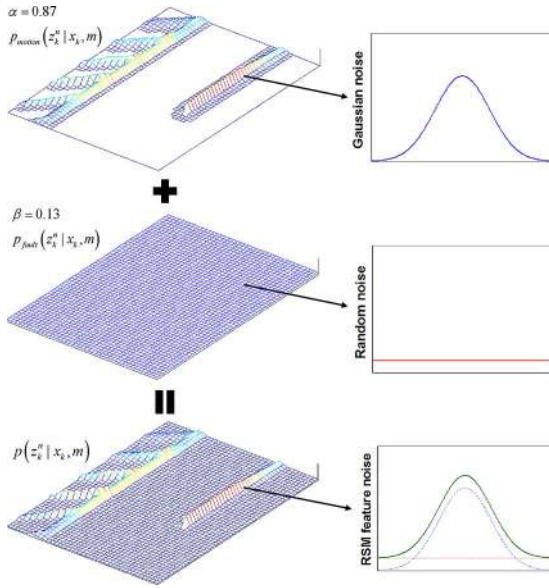 α = 0.87
p_motion(z_k^n | x_k, m)
Gaussian noise
β = 0.13
p_fault(z_k^n | x_k, m)
Random noise
p(z_k^n | x_k, m)
RSM feature noise